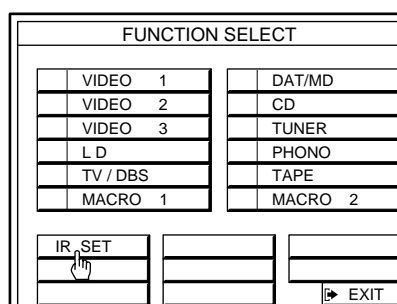 FUNCTION SELECT
VIDEO 1
DAT/MD
VIDEO 2
CD
VIDEO 3
TUNER
L D
PHONO
TV / DBS
TAPE
MACRO 1
MACRO 2
IR SET
EXIT